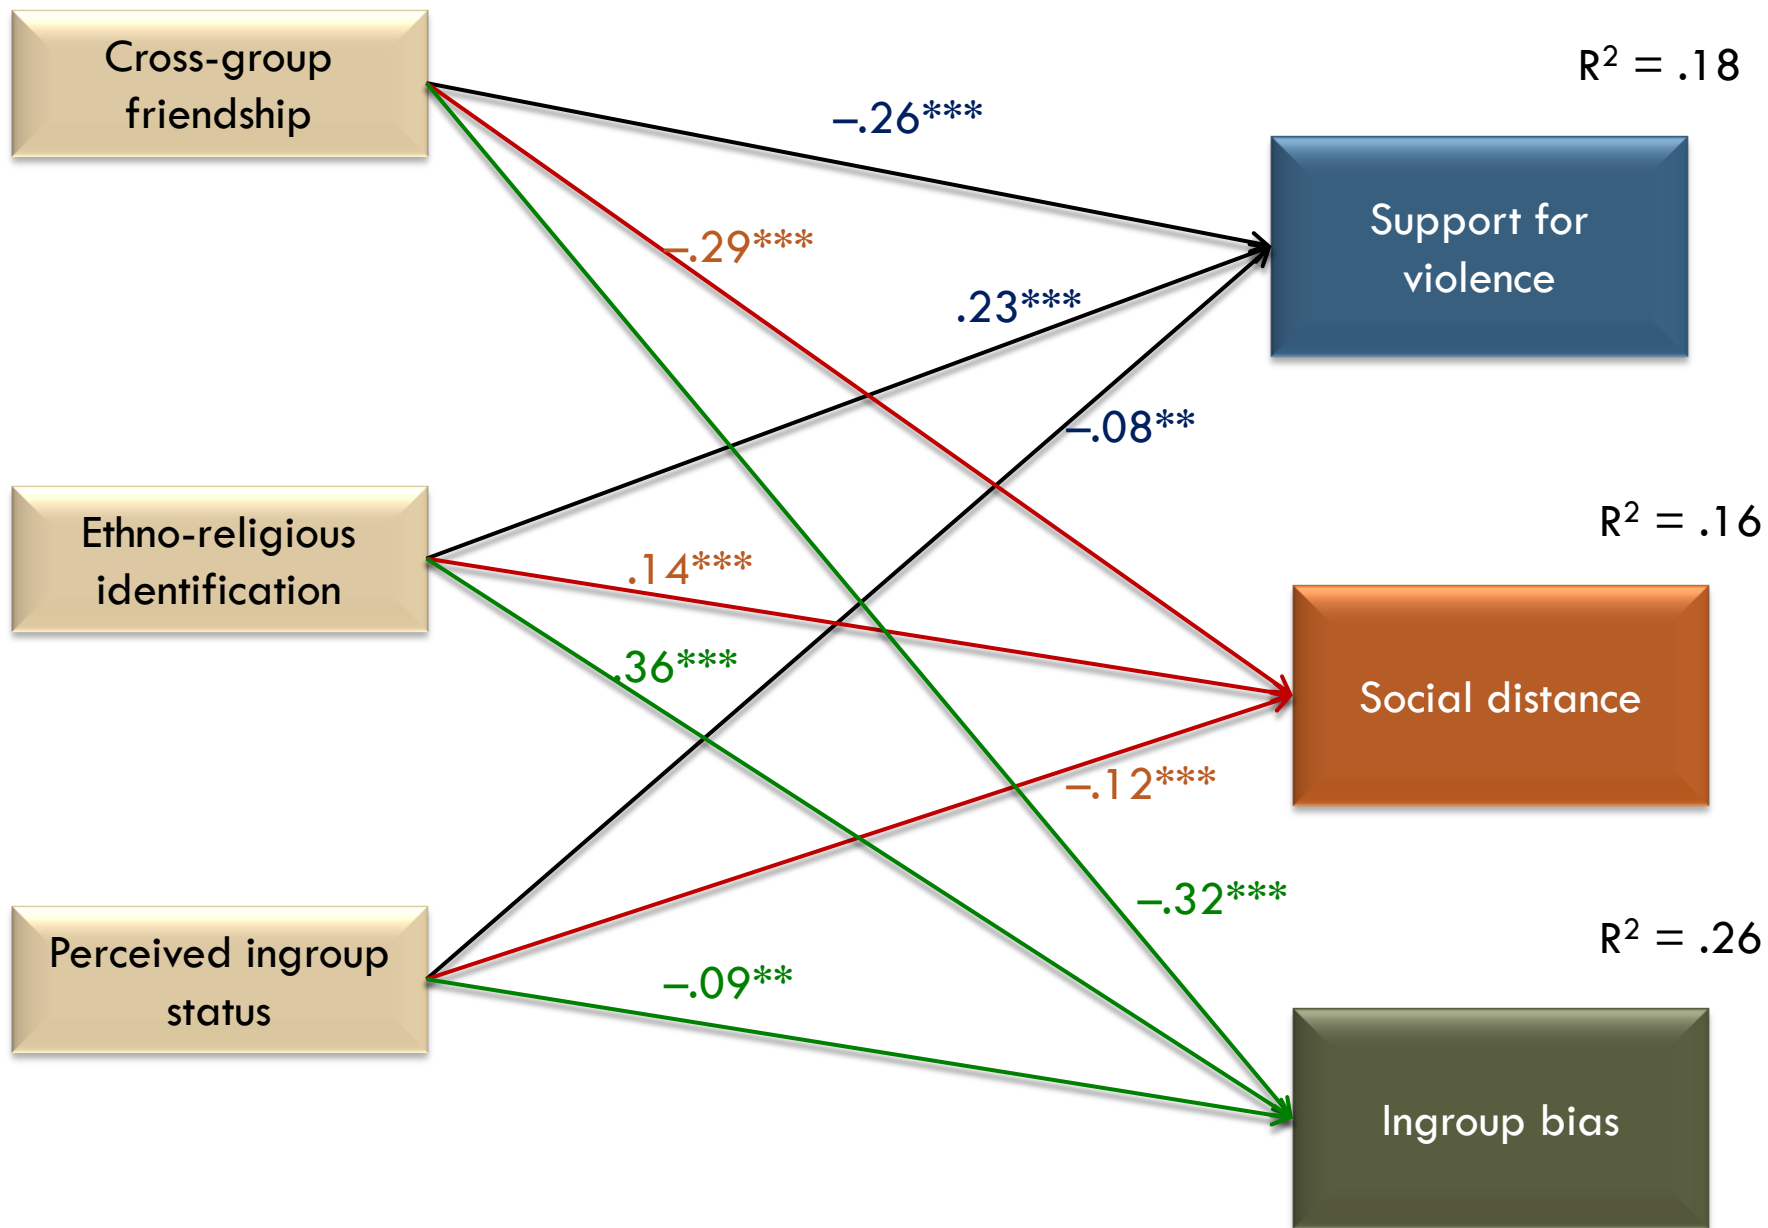 Cross-group
friendship
R² = .18
–.26***
Support for
violence
–.29***
.23***
–.08**
Ethno-religious
identification
R² = .16
.14***
.36***
Social distance
–.12***
–.32***
Perceived ingroup
status
R² = .26
–.09**
Ingroup bias